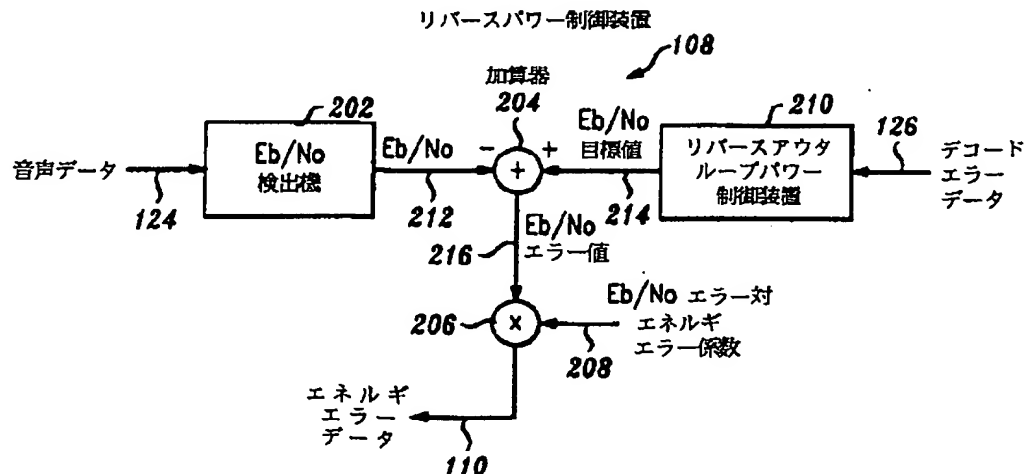 リバースパワー制御装置
108
加算器
204
202
210
Eb/No
検出機
Eb/No
-
+
+
Eb/No
目標値
リバースアウタ
ループパワー
制御装置
126
デコード
エラー
データ
音声データ
124
212
214
216
Eb/No
エラー値
206
x
Eb/No エラー対
エネルギ
エラー係数
208
エネルギ
エラー
データ
110